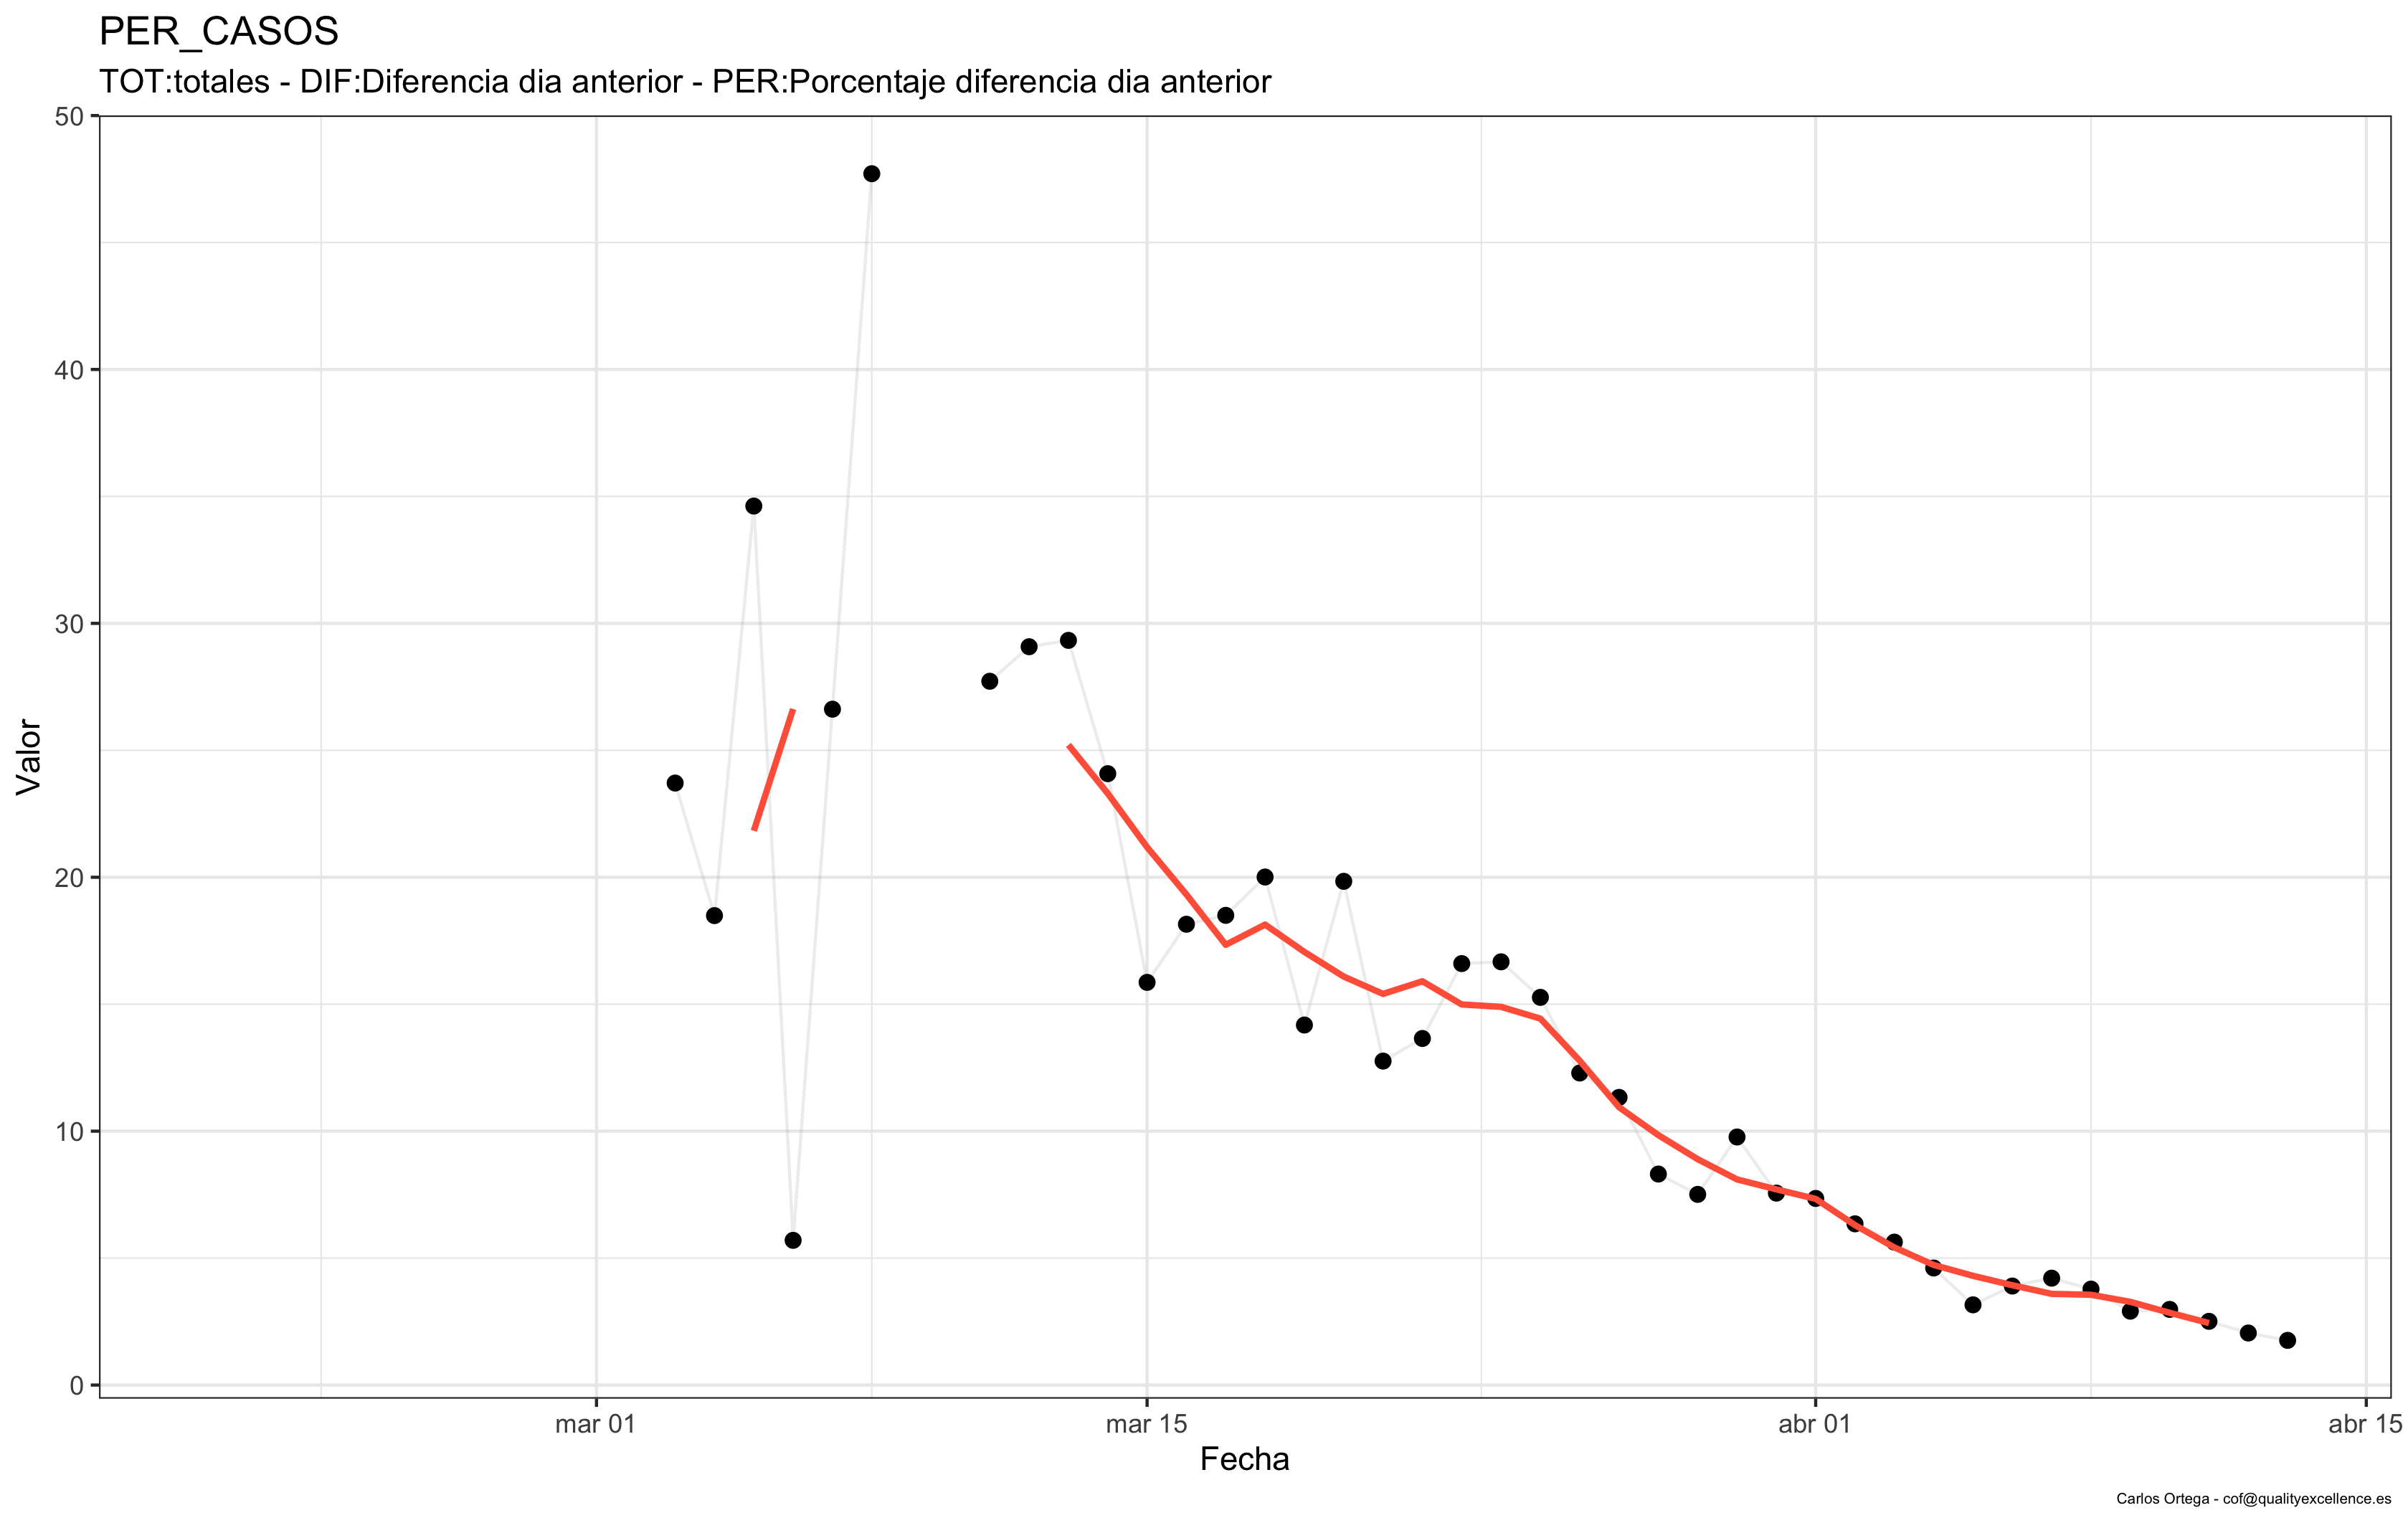 PER_CASOS
TOT:totales - DIF:Diferencia dia anterior - PER:Porcentaje diferencia dia anterior
50
40
30
20
10
0
Valor
mar 01
mar 15
abr 01
abr 15
Fecha
Carlos Ortega - cof@qualityexcellence.es